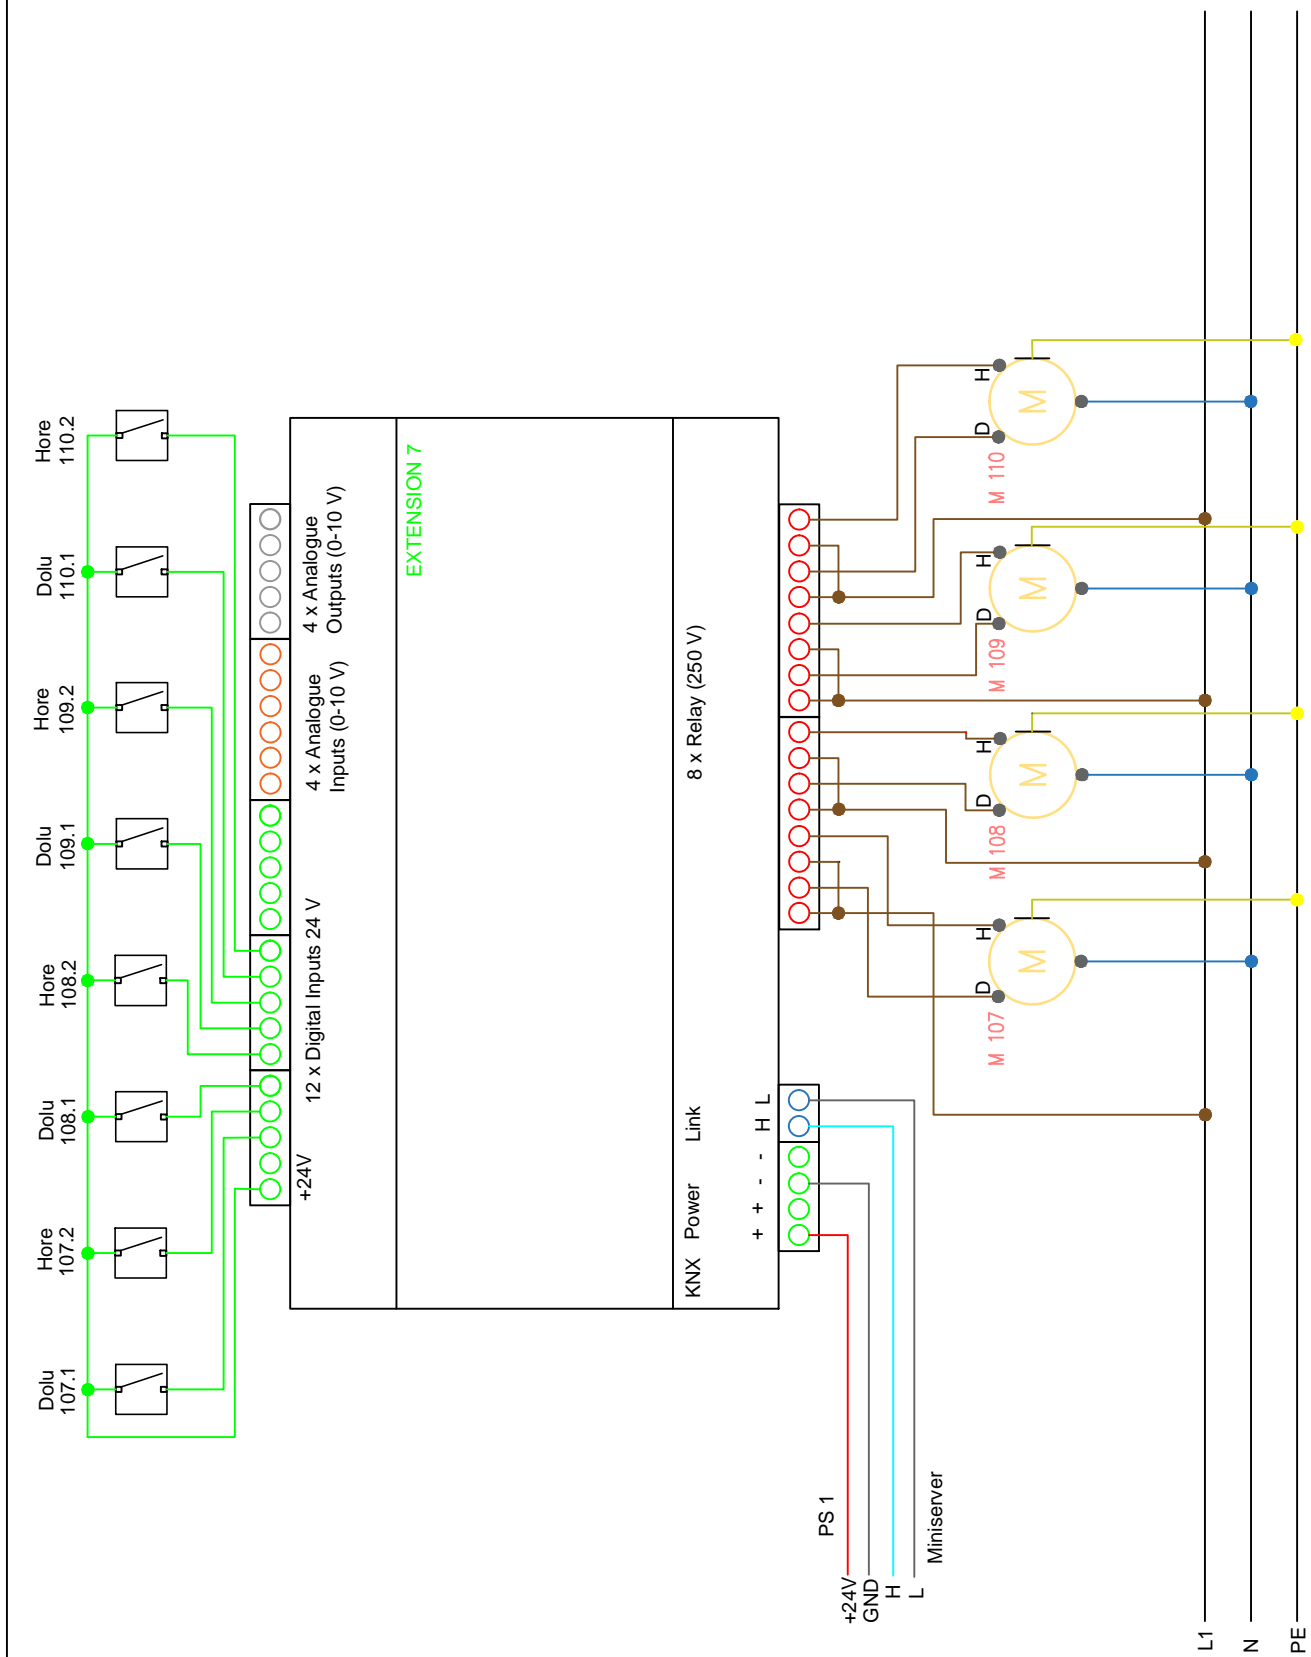 Dolu
107.1
Hore
107.2
Dolu
108.1
Hore
108.2
Dolu
109.1
Hore
109.2
Dolu
110.1
Hore
110.2
+24V
12 x Digital Inputs 24 V
4 x Analogue
Inputs (0-10 V)
4 x Analogue
Outputs (0-10 V)
EXTENSION 7
KNX Power Link
8 x Relay (250 V)
+ + - - H L
PS 1
+24V
GND
H
L
Miniserver
D
H
M
M 107
D
H
M
M 108
D
H
M
M 109
D
H
M
M 110
L1
N
PE